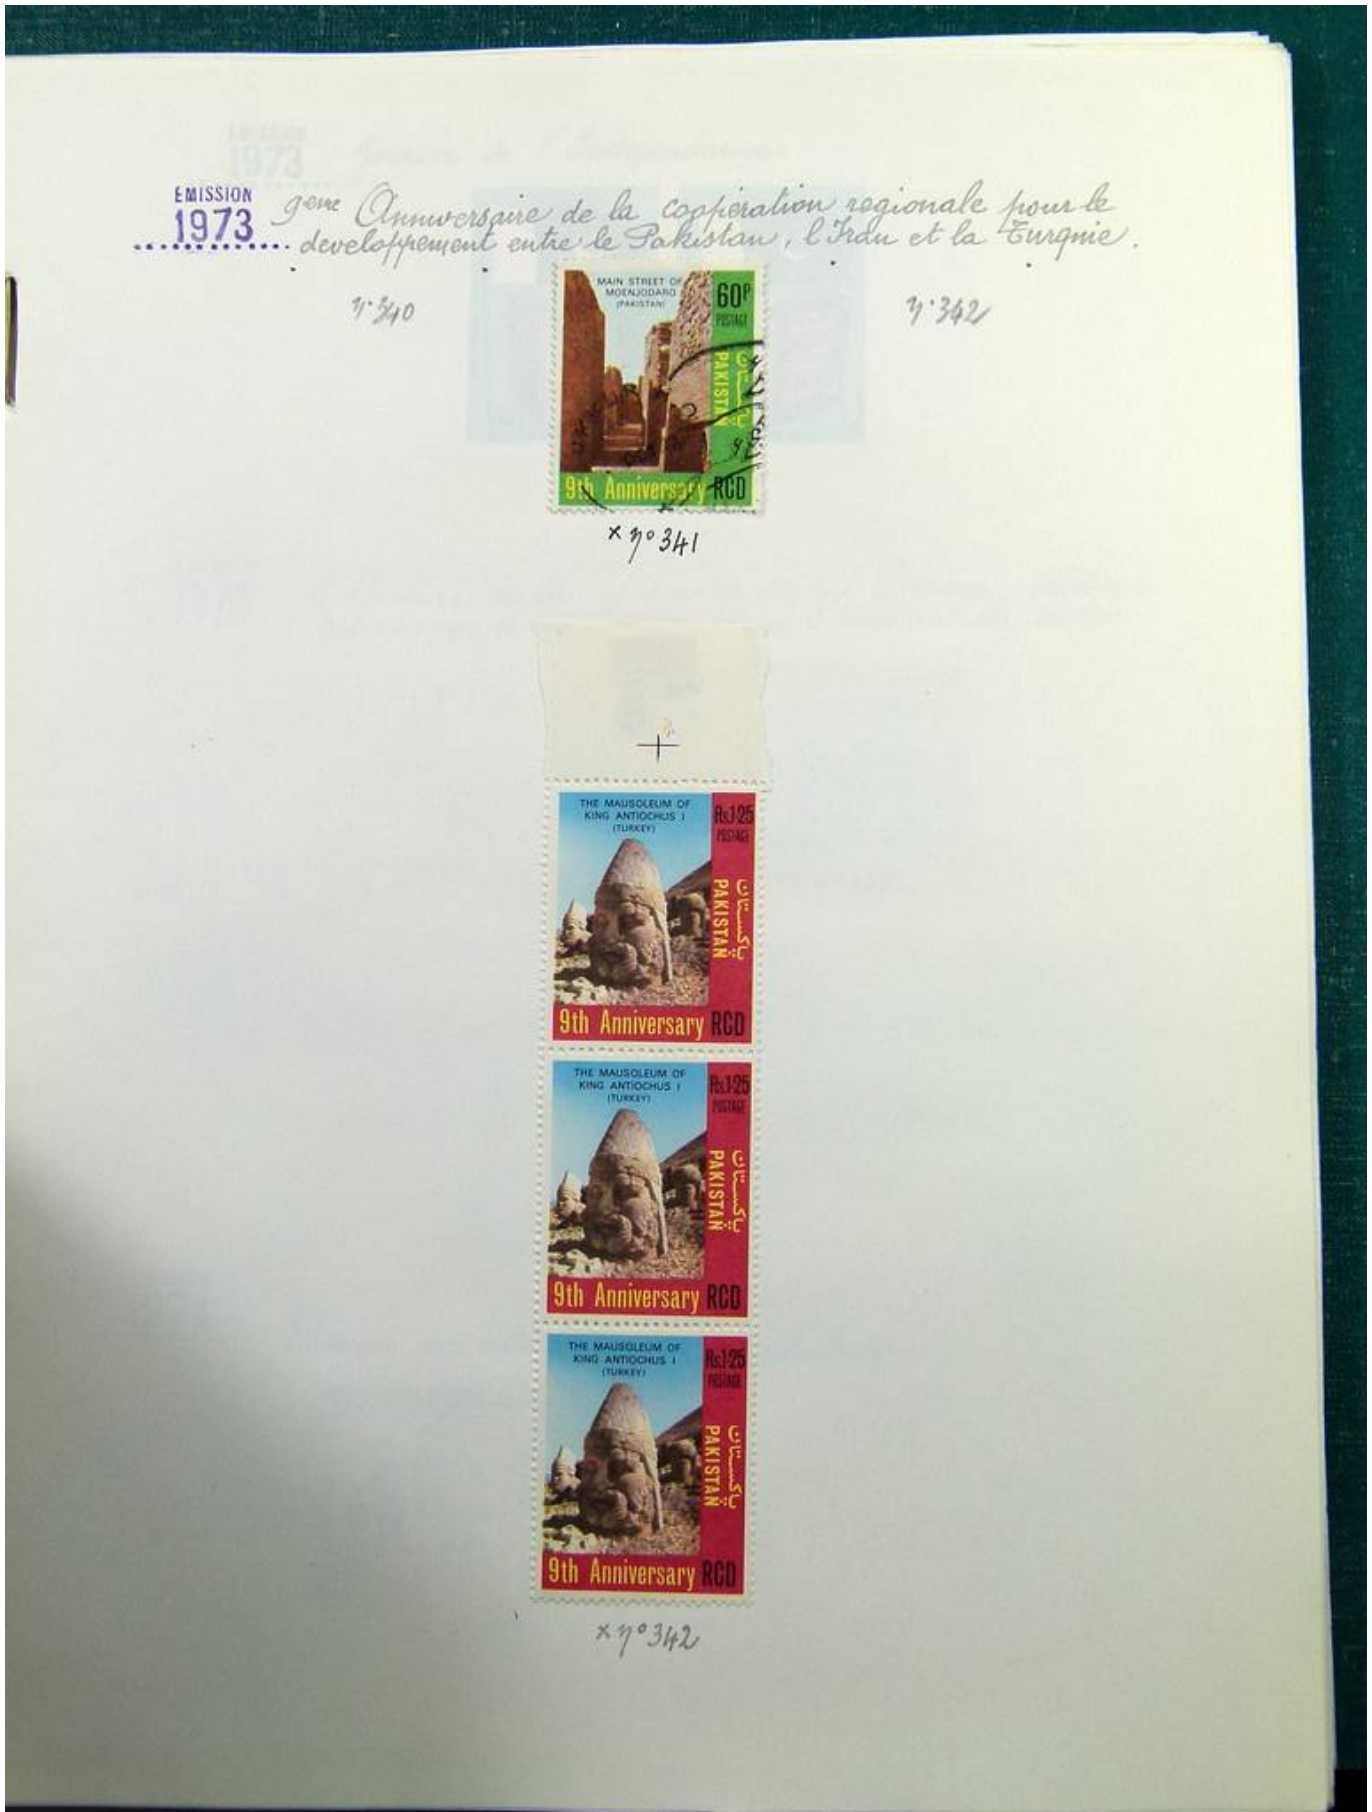 EMISSION
1973
9eme Anniversaire de la coopération regionale pour le
developpement entre le Pakistan, l'Iran et la Turquie.
n°340
n°342
MAIN STREET OF
MOENJODARO
(PAKISTAN)
60P
POSTAGE
PAKISTAN
پاکستان
9th Anniversary RCD
x n°341
THE MAUSOLEUM OF
KING ANTIOCHUS I
(TURKEY)
Rs.1·25
POSTAGE
PAKISTAN
پاکستان
9th Anniversary RCD
THE MAUSOLEUM OF
KING ANTIOCHUS I
(TURKEY)
Rs.1·25
POSTAGE
PAKISTAN
پاکستان
9th Anniversary RCD
THE MAUSOLEUM OF
KING ANTIOCHUS I
(TURKEY)
Rs.1·25
POSTAGE
PAKISTAN
پاکستان
9th Anniversary RCD
x n°342